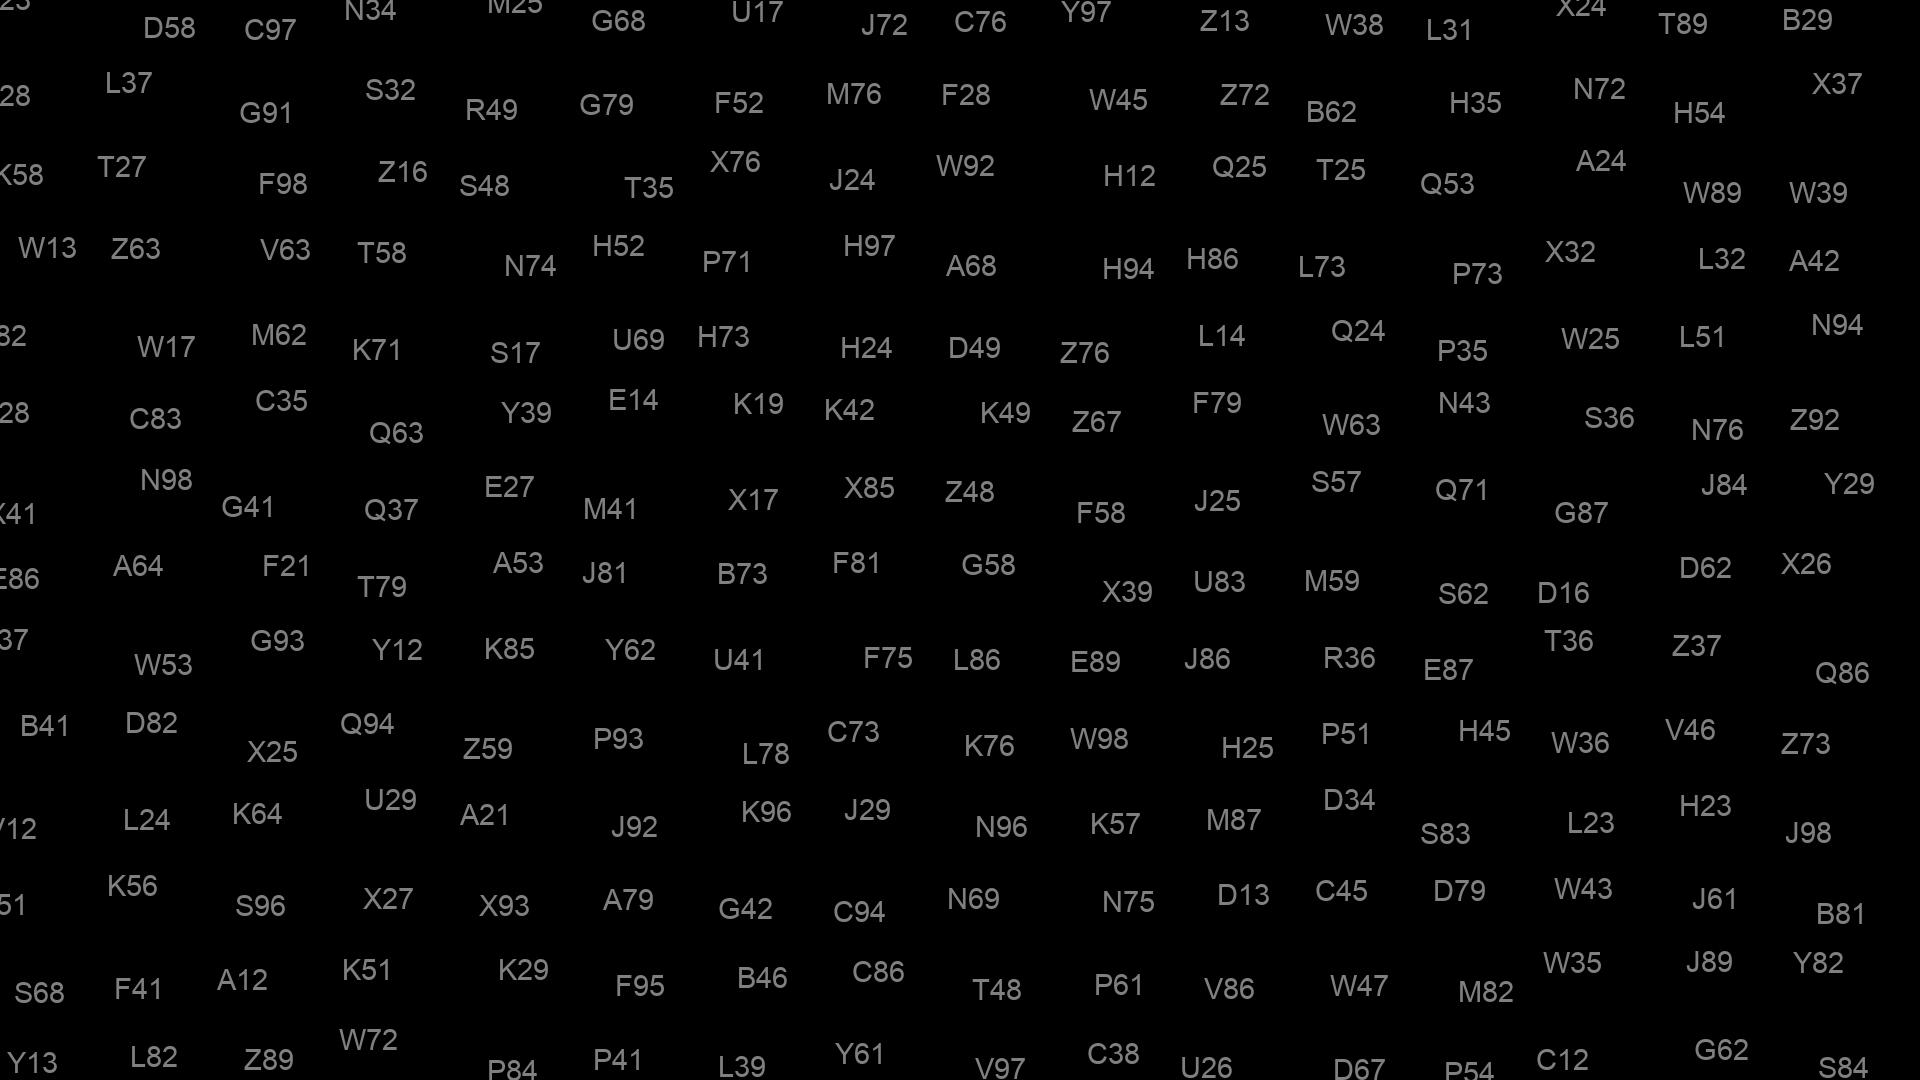 D58 C97 N34 M25 G68 U17 J72 C76 Y97 Z13 W38 L31 X24 T89 B29
28 L37 G91 S32 R49 G79 F52 M76 F28 W45 Z72 B62 H35 N72 H54 X37
K58 T27 F98 Z16 S48 T35 X76 J24 W92 H12 Q25 T25 Q53 A24 W89 W39
W13 Z63 V63 T58 N74 H52 P71 H97 A68 H94 H86 L73 P73 X32 L32 A42
82 W17 M62 K71 S17 U69 H73 H24 D49 Z76 L14 Q24 P35 W25 L51 N94
28 C83 C35 Q63 Y39 E14 K19 K42 K49 Z67 F79 W63 N43 S36 N76 Z92
41 N98 G41 Q37 E27 M41 X17 X85 Z48 F58 J25 S57 Q71 G87 J84 Y29
E86 A64 F21 T79 A53 J81 B73 F81 G58 X39 U83 M59 S62 D16 D62 X26
37 W53 G93 Y12 K85 Y62 U41 F75 L86 E89 J86 R36 E87 T36 Z37 Q86
B41 D82 X25 Q94 Z59 P93 L78 C73 K76 W98 H25 P51 H45 W36 V46 Z73
12 L24 K64 U29 A21 J92 K96 J29 N96 K57 M87 D34 S83 L23 H23 J98
51 K56 S96 X27 X93 A79 G42 C94 N69 N75 D13 C45 D79 W43 J61 B81
S68 F41 A12 K51 K29 F95 B46 C86 T48 P61 V86 W47 M82 W35 J89 Y82
Y13 L82 Z89 W72 P84 P41 L39 Y61 V97 C38 U26 D67 P54 C12 G62 S84